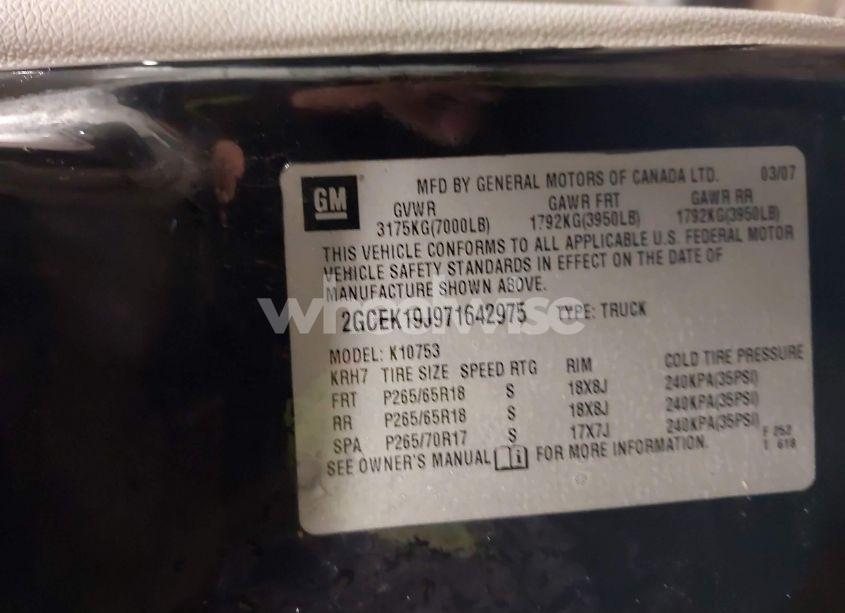 GM
MFD BY GENERAL MOTORS OF CANADA LTD. 03/07
GVWR GAWR FRT GAWR RR
3175KG(7000LB) 1792KG(3950LB) 1792KG(3950LB)
THIS VEHICLE CONFORMS TO ALL APPLICABLE U.S. FEDERAL MOTOR
VEHICLE SAFETY STANDARDS IN EFFECT ON THE DATE OF
MANUFACTURE SHOWN ABOVE.
wheelwise
2GCEK19J971642975 TYPE: TRUCK
MODEL: K10753
KRH7 TIRE SIZE SPEED RTG RIM COLD TIRE PRESSURE
FRT P265/65R18 S 18X8J 240KPA(35PSI)
RR P265/65R18 S 18X8J 240KPA(35PSI)
SPA P265/70R17 S 17X7J 240KPA(35PSI)
SEE OWNER'S MANUAL i FOR MORE INFORMATION.
F 252
T 618